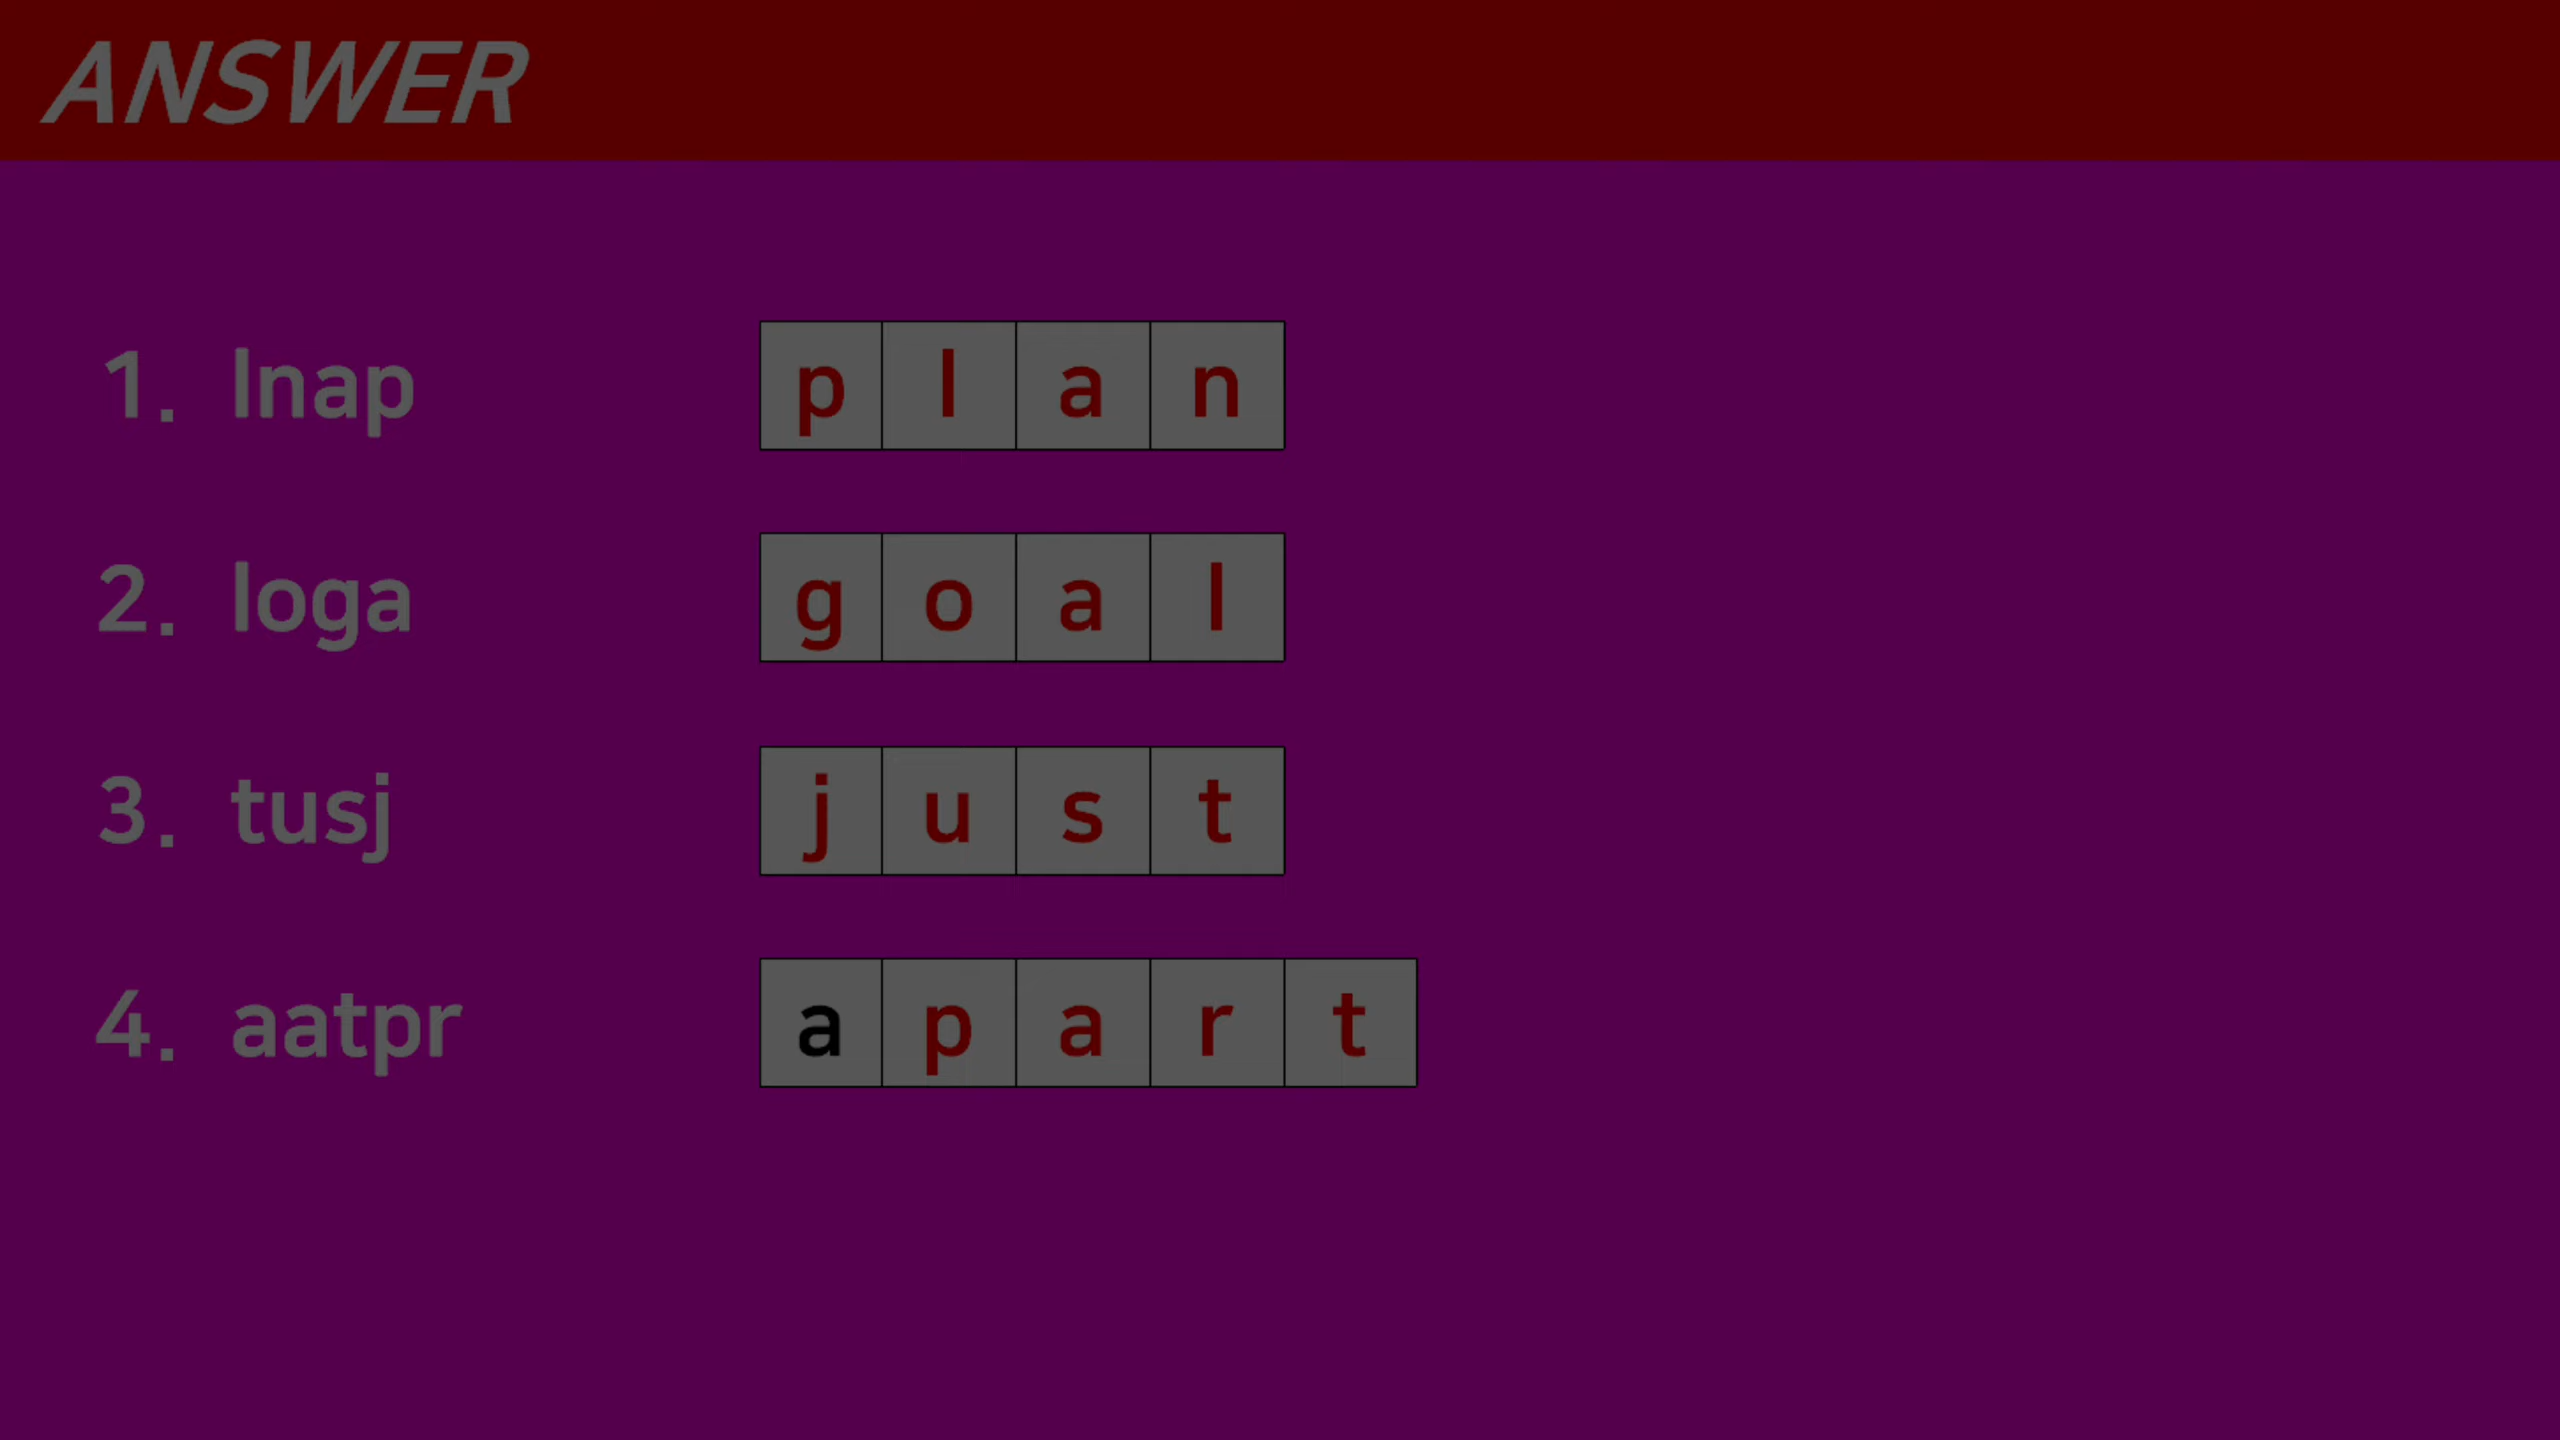 ANSWER
1. lnap plan
2. loga goal
3. tusj just
4. aatpr apart